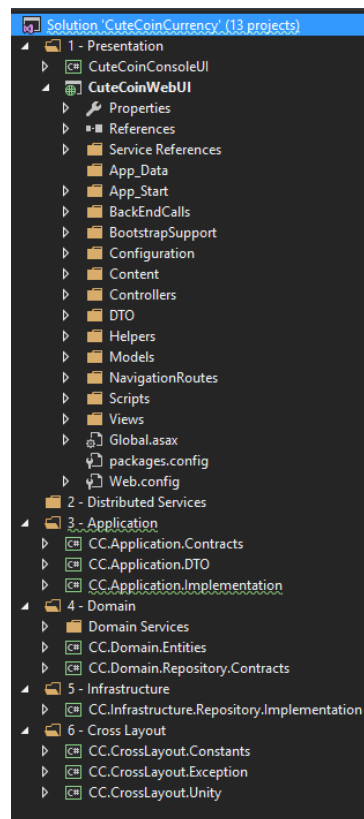 Solution 'CuteCoinCurrency' (13 projects)
1 - Presentation
C# CuteCoinConsoleUI
CuteCoinWebUI
Properties
References
Service References
App_Data
App_Start
BackEndCalls
BootstrapSupport
Configuration
Content
Controllers
DTO
Helpers
Models
NavigationRoutes
Scripts
Views
Global.asax
packages.config
Web.config
2 - Distributed Services
3 - Application
C# CC.Application.Contracts
C# CC.Application.DTO
C# CC.Application.Implementation
4 - Domain
Domain Services
C# CC.Domain.Entities
C# CC.Domain.Repository.Contracts
5 - Infrastructure
C# CC.Infrastructure.Repository.Implementation
6 - Cross Layout
C# CC.CrossLayout.Constants
C# CC.CrossLayout.Exception
C# CC.CrossLayout.Unity